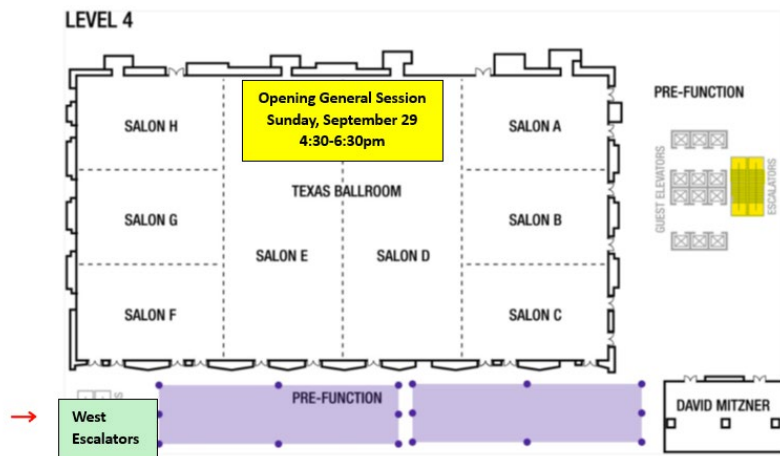 LEVEL 4
Opening General Session
Sunday, September 29
4:30-6:30pm
PRE-FUNCTION
SALON H
SALON A
GUEST ELEVATORS
ESCALATORS
TEXAS BALLROOM
SALON G
SALON B
SALON E
SALON D
SALON F
SALON C
PRE-FUNCTION
DAVID MITZNER
West
Escalators